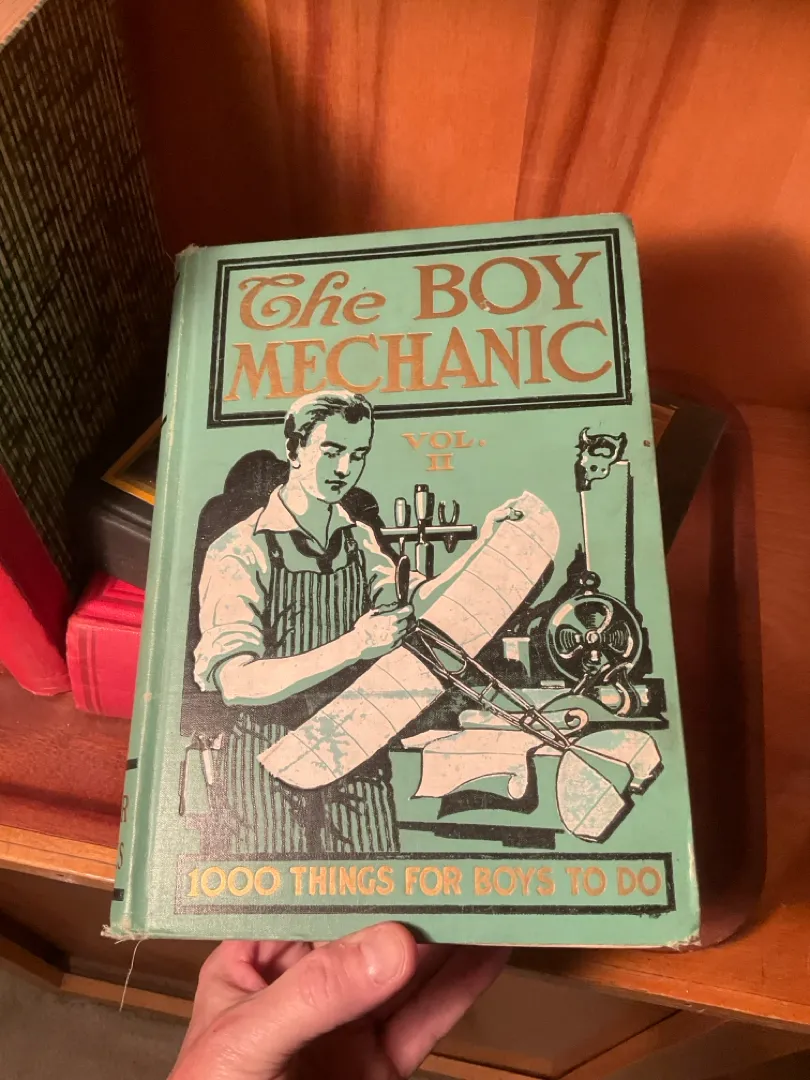 The BOY
MECHANIC
VOL.
II
1000 THINGS FOR BOYS TO DO
R
S